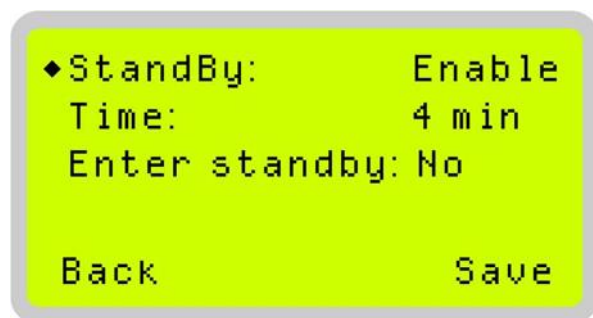 ◆StandBy: Enable
Time: 4 min
Enter standby: No
Back Save